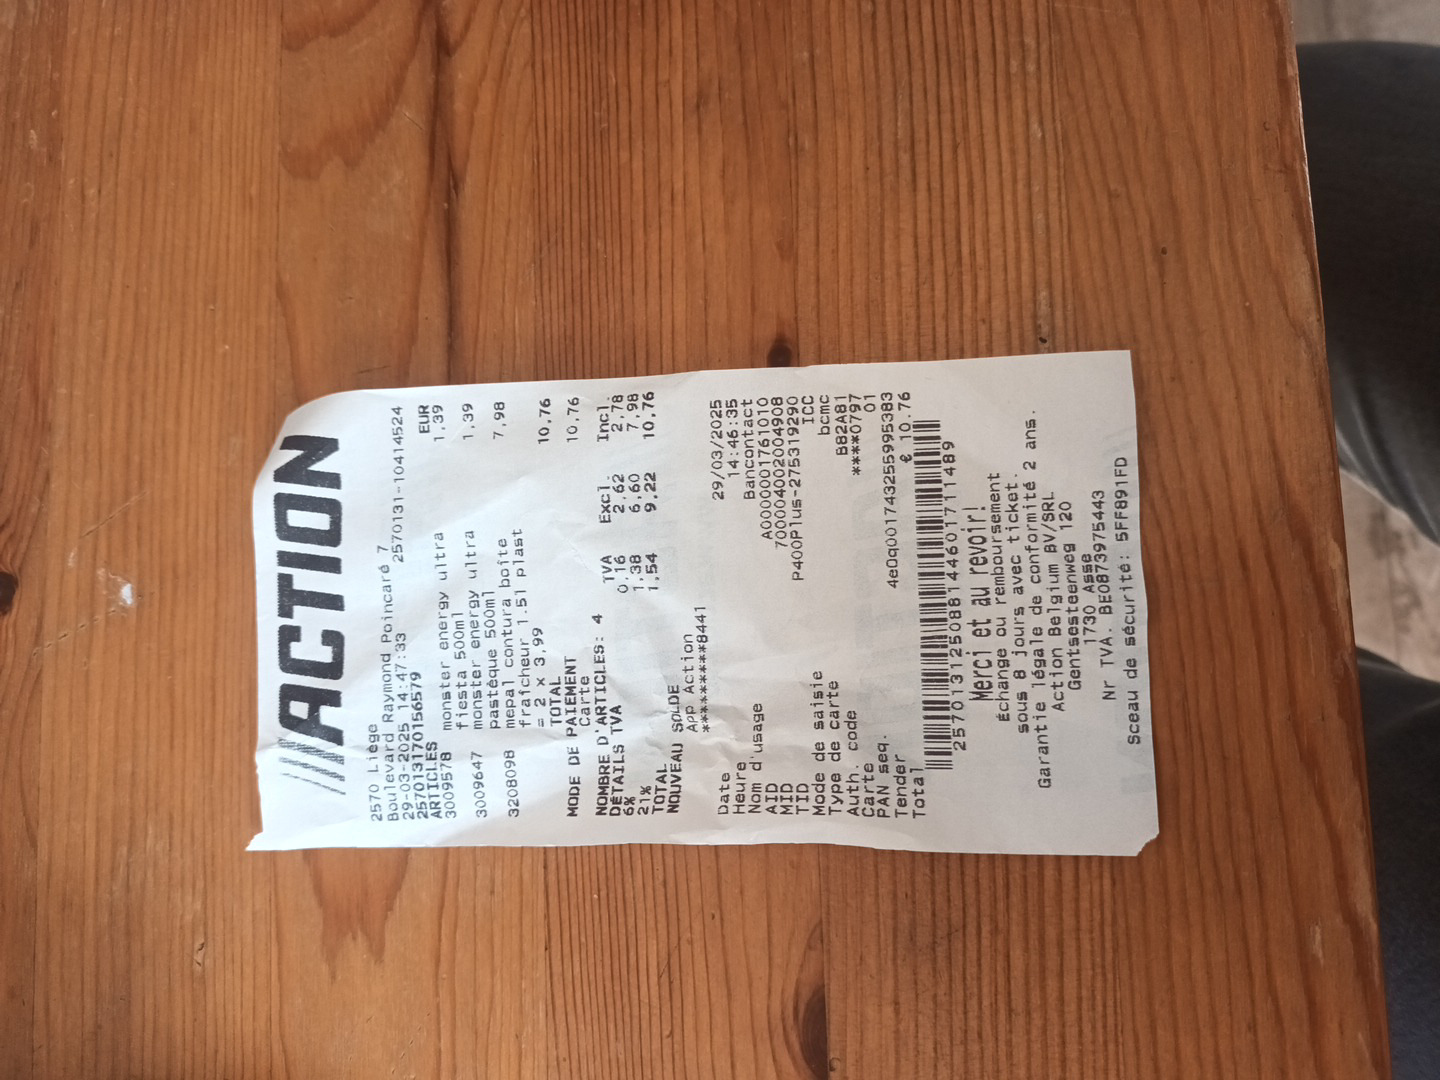 ACTION
2570 Liège
Boulevard Raymond Poincaré 7
29-03-2025 14:47:33 2570131-10414524
2570131170156579
ARTICLES EUR
3009578 monster energy ultra 1,39
fiesta 500ml
3009647 monster energy ultra 1,39
pastèque 500ml
3208098 mepal contura boîte 7,98
fraîcheur 1.5l plast
= 2 x 3,99
TOTAL 10,76
MODE DE PAIEMENT
Carte 10,76
NOMBRE D'ARTICLES: 4
DÉTAILS TVA TVA Excl. Incl.
6% 0,16 2,62 2,78
21% 1,38 6,60 7,98
TOTAL 1,54 9,22 10,76
NOUVEAU SOLDE
App Action
*********8441
Date 29/03/2025
Heure 14:46:35
Nom d'usage Bancontact
AID A0000001761010
MID 70000402004908
TID P400Plus-275319290
Mode de saisie ICC
Type de carte bcmc
Auth. code B82A81
Carte ****0797
PAN seq. 01
Tender 4e0q001743255995383
Total € 10.76
2570131250881446017711489
Merci et au revoir!
Échange ou remboursement
sous 8 jours avec ticket.
Garantie légale de conformité 2 ans.
Action Belgium BV/SRL
Gentsesteenweg 120
1730 Asse
Nr TVA. BE0873975443
Sceau de sécurité: 5FF891FD